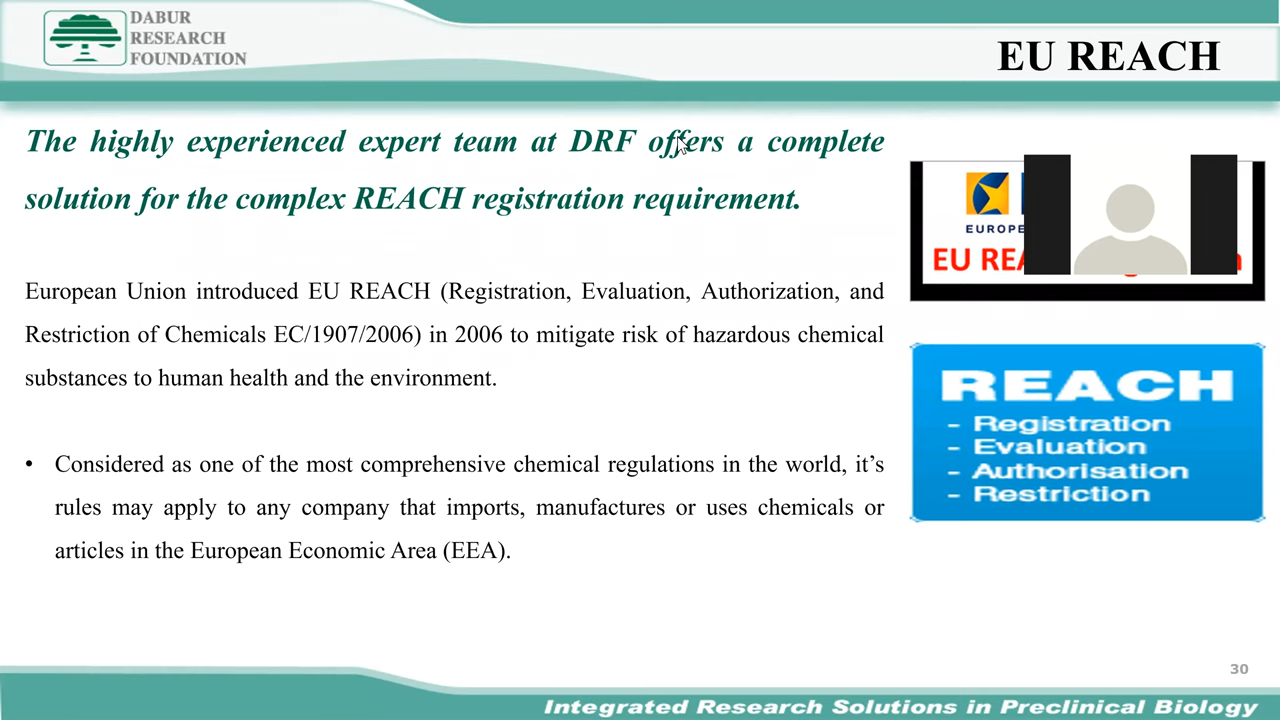 DABUR
RESEARCH
FOUNDATION
EU REACH
The highly experienced expert team at DRF offers a complete
solution for the complex REACH registration requirement.
European Union introduced EU REACH (Registration, Evaluation, Authorization, and
Restriction of Chemicals EC/1907/2006) in 2006 to mitigate risk of hazardous chemical
substances to human health and the environment.
• Considered as one of the most comprehensive chemical regulations in the world, it’s
rules may apply to any company that imports, manufactures or uses chemicals or
articles in the European Economic Area (EEA).
EU
REACH
- Registration
- Evaluation
- Authorisation
- Restriction
30
Integrated Research Solutions in Preclinical Biology